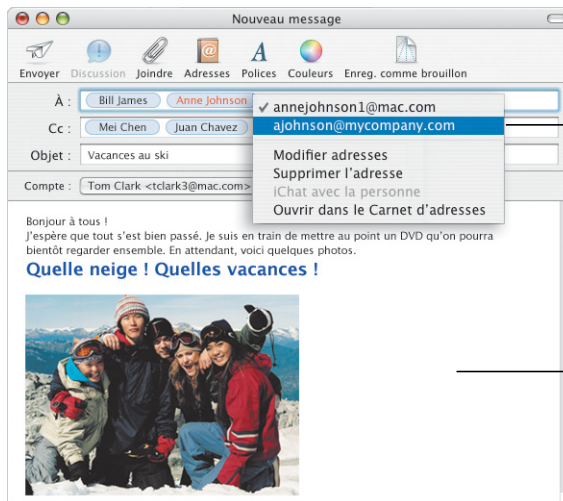 Nouveau message
Envoyer Discussion Joindre Adresses Polices Couleurs Enreg. comme brouillon
À : Bill James Anne Johnson
✓ annejohnson1@mac.com
Cc : Mei Chen Juan Chavez
ajohnson@mycompany.com
Objet : Vacances au ski
Modifier adresses
Supprimer l'adresse
iChat avec la personne
Ouvrir dans le Carnet d'adresses
Compte : Tom Clark <tclark3@mac.com>
Bonjour à tous !
J'espère que tout s'est bien passé. Je suis en train de mettre au point un DVD qu'on pourra
bientôt regarder ensemble. En attendant, voici quelques photos.
Quelle neige ! Quelles vacances !